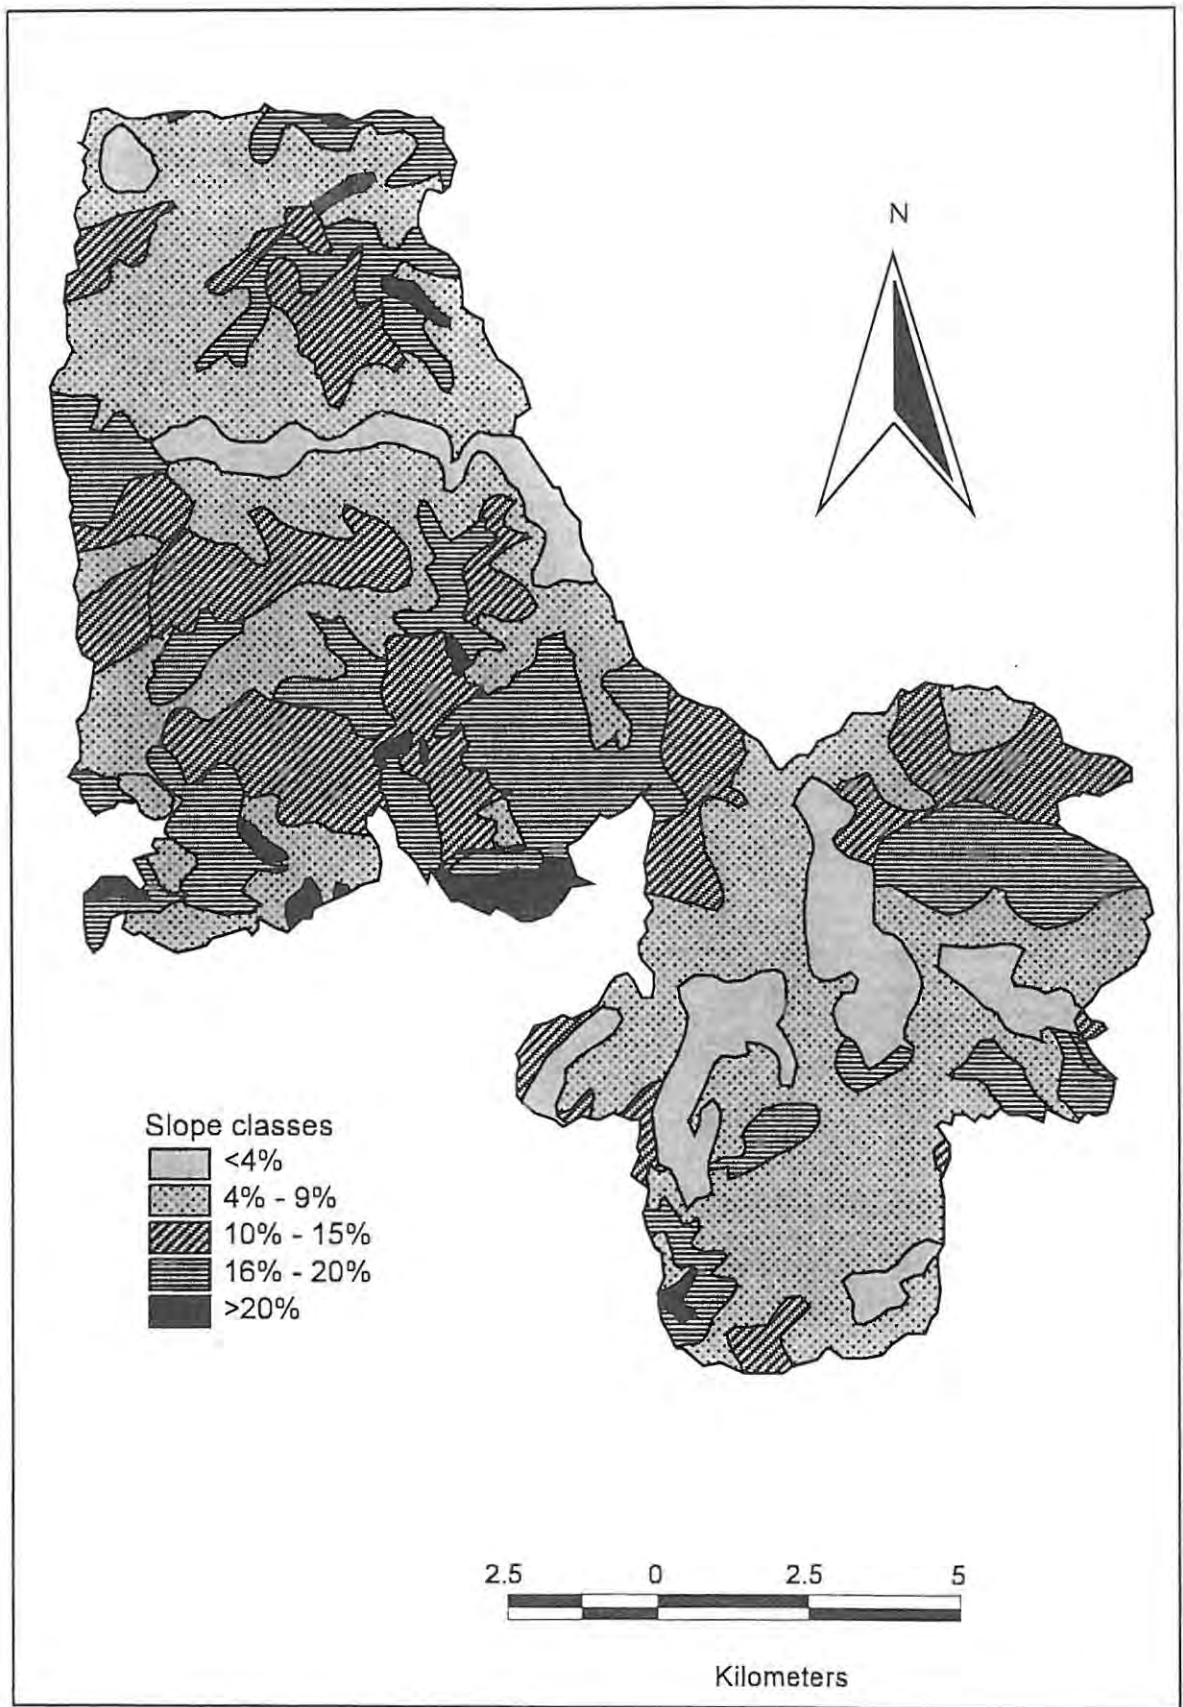 N
Slope classes
<4%
4% - 9%
10% - 15%
16% - 20%
>20%
2.5 0 2.5 5
Kilometers